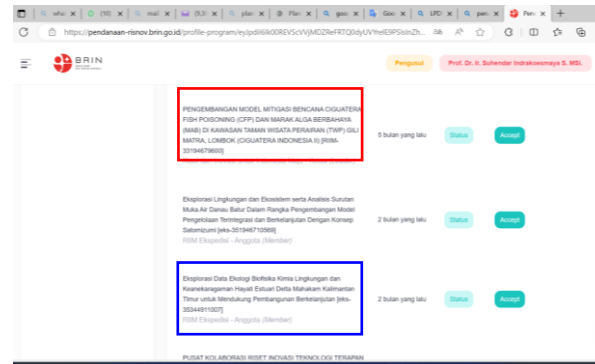 https://pendanaan-risnov.brin.go.id/profile-program/
BRIN
Pengusul
Prof. Dr. Ir. Suhendar Indrakoesmaya S. MSi.
PENGEMBANGAN MODEL MITIGASI BENCANA CIGUATERA
FISH POISONING (CFP) DAN MARAK ALGA BERBAHAYA
(MAB) DI KAWASAN TAMAN WISATA PERAIRAN (TWP) GILI
MATRA, LOMBOK (CIGUATERA INDONESIA II) [RIIM-
33194679600]
5 bulan yang lalu
Status
Accept
Eksplorasi Lingkungan dan Ekosistem serta Analisis Surutan
Muka Air Danau Batur Dalam Rangka Pengembangan Model
Pengelolaan Terintegrasi dan Berkelanjutan Dengan Konsep
Satomizumi [eks-351946710569]
RIIM Ekspedisi - Anggota (Member)
2 bulan yang lalu
Status
Accept
Eksplorasi Data Ekologi Biofisika Kimia Lingkungan dan
Keanekaragaman Hayati Estuari Delta Mahakam Kalimantan
Timur untuk Mendukung Pembangunan Berkelanjutan [eks-
35344911007]
RIIM Ekspedisi - Anggota (Member)
2 bulan yang lalu
Status
Accept
PUSAT KOLABORASI RISET INOVASI TEKNOLOGI TERAPAN